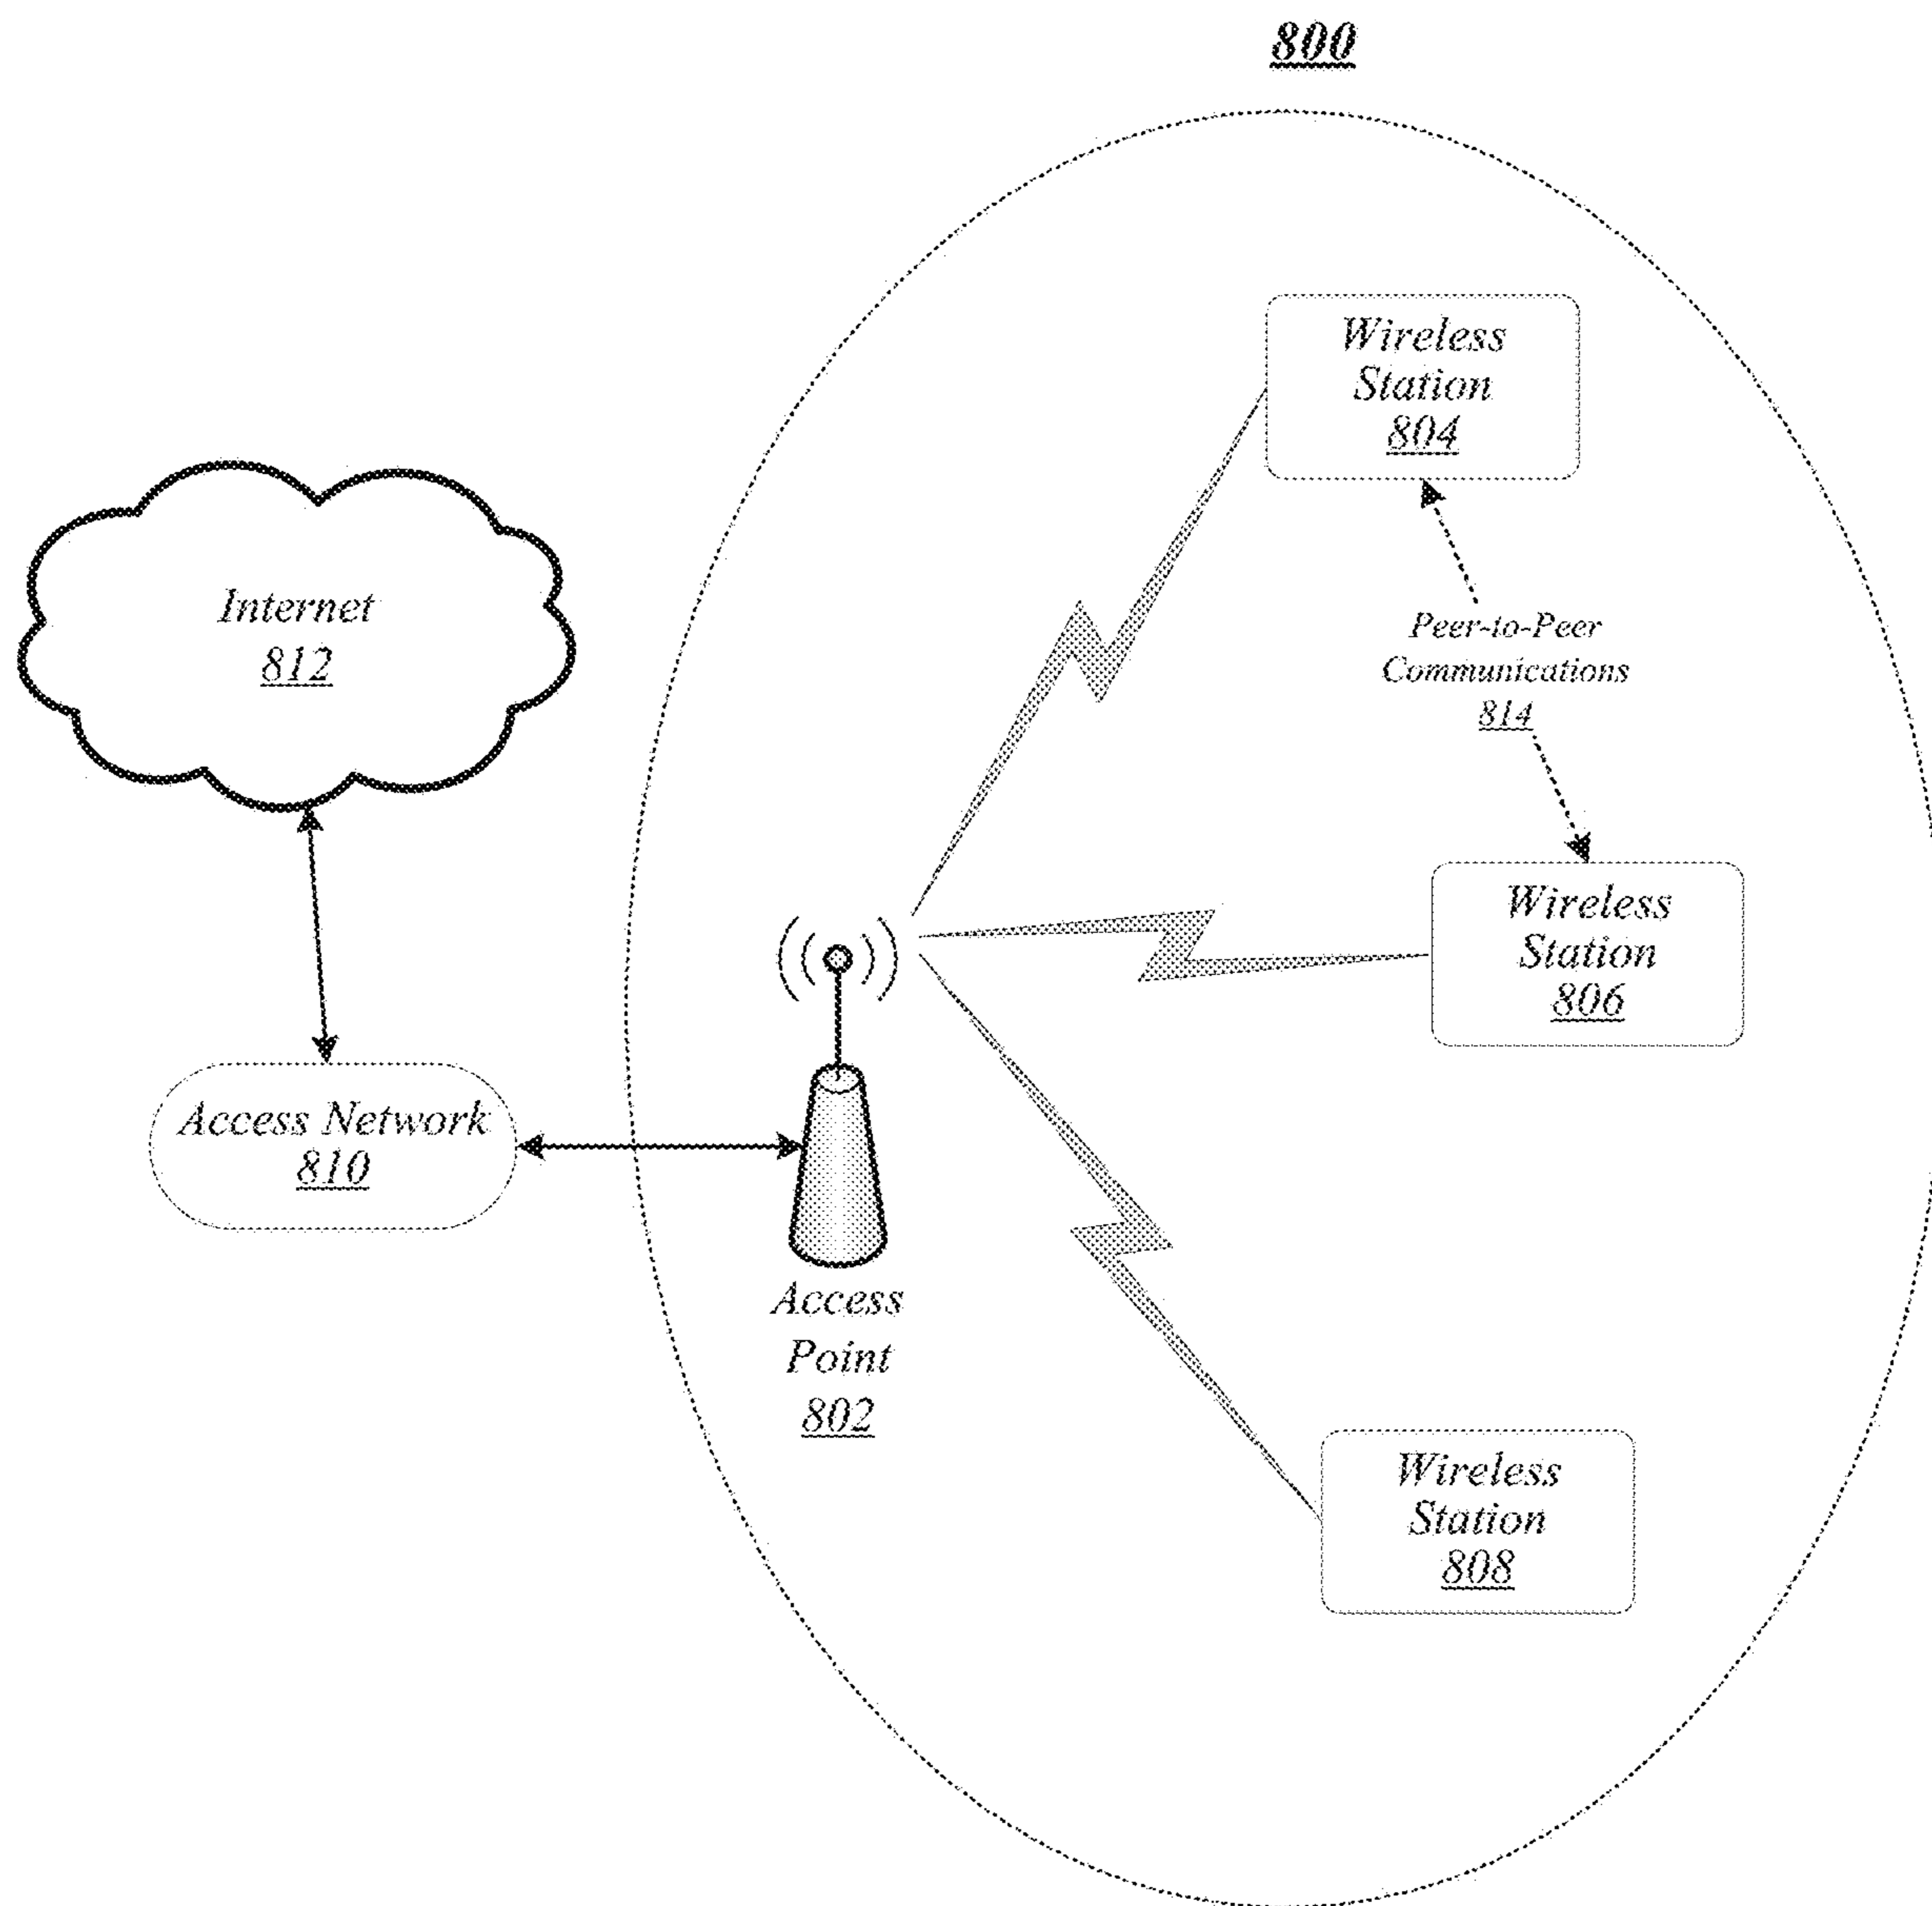 800
Wireless
Station
804
Internet
812
Peer-to-Peer
Communications
814
Wireless
Station
806
Access Network
810
Access
Point
802
Wireless
Station
808